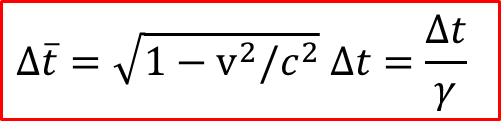 Δt̄ = √1 − v²/c² Δt = Δt/γ